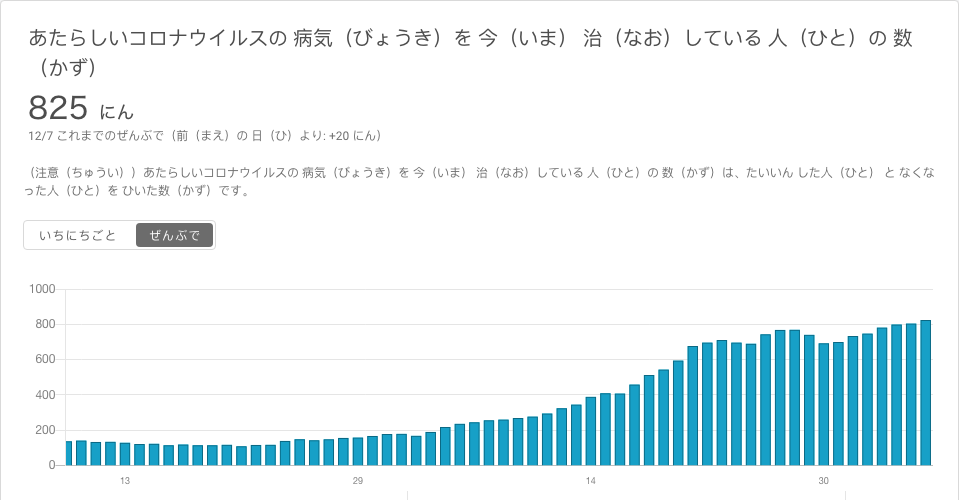 あたらしいコロナウイルスの 病気（びょうき）を 今（いま） 治（なお）している 人（ひと）の 数
（かず）
825 にん
12/7 これまでのぜんぶで（前（まえ）の 日（ひ）より: +20 にん）
（注意（ちゅうい））あたらしいコロナウイルスの 病気（びょうき）を 今（いま） 治（なお）している 人（ひと）の 数（かず）は、たいいん した人（ひと） と なくな
った人（ひと）を ひいた数（かず）です。
いちにちごと ぜんぶで
1000
800
600
400
200
0
13 29 14 30